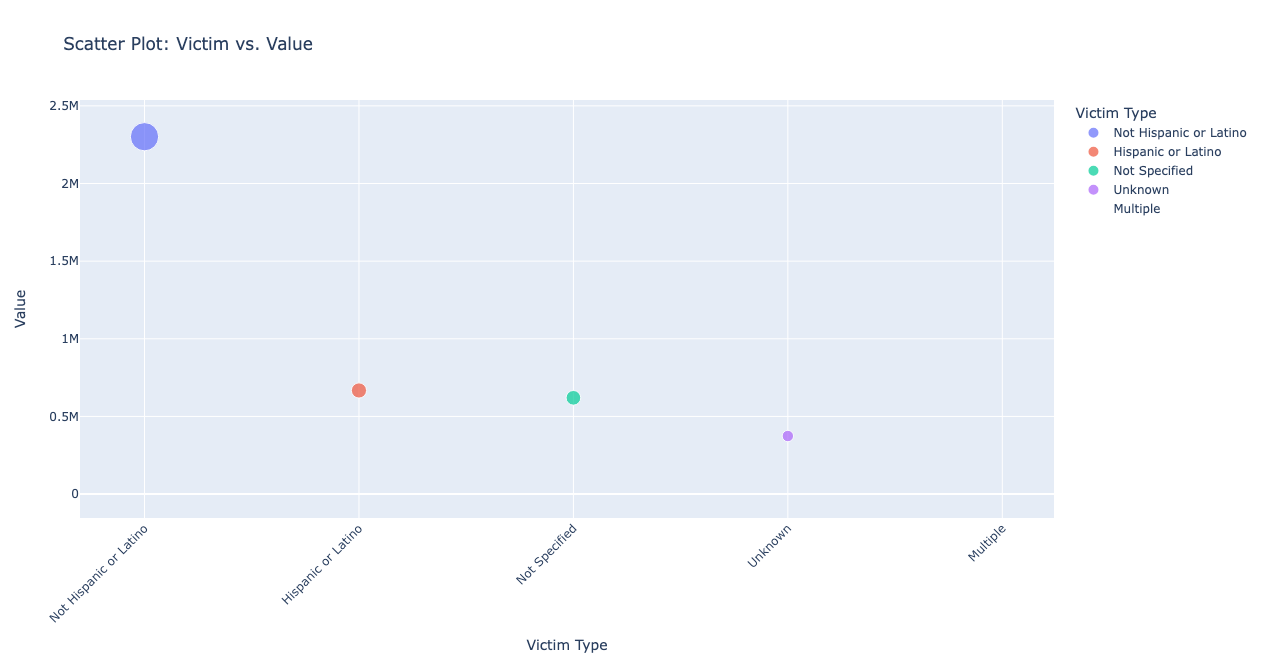 Scatter Plot: Victim vs. Value
2.5M
2M
1.5M
1M
0.5M
0
Value
Not Hispanic or Latino
Hispanic or Latino
Not Specified
Unknown
Multiple
Victim Type
Victim Type
Not Hispanic or Latino
Hispanic or Latino
Not Specified
Unknown
Multiple